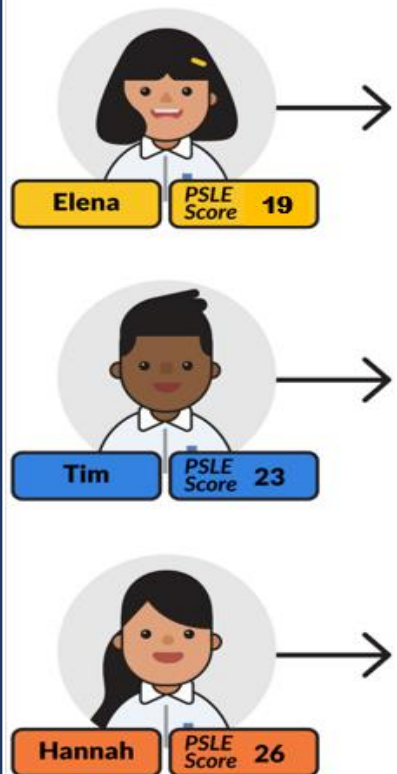 Elena
PSLE
Score 19
Tim
PSLE
Score 23
Hannah
PSLE
Score 26